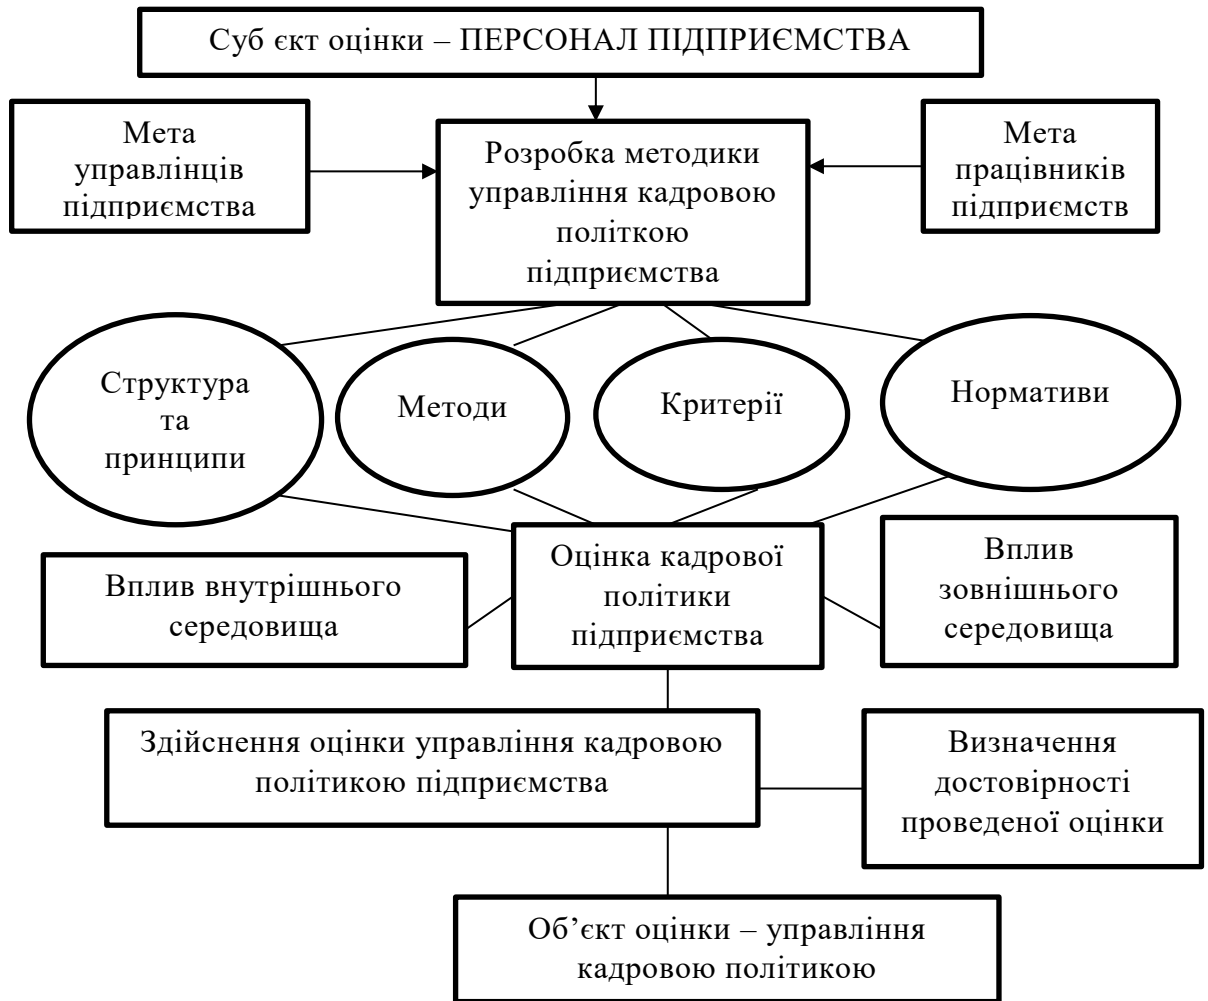 Суб єкт оцінки – ПЕРСОНАЛ ПІДПРИЄМСТВА
Мета
управлінців
підприємства
Розробка методики
управління кадровою
політкою
підприємства
Мета
працівників
підприємств
Структура
та
принципи
Методи
Критерії
Нормативи
Вплив внутрішнього
середовища
Оцінка кадрової
політики
підприємства
Вплив
зовнішнього
середовища
Здійснення оцінки управління кадровою
політикою підприємства
Визначення
достовірності
проведеної оцінки
Об’єкт оцінки – управління
кадровою політикою